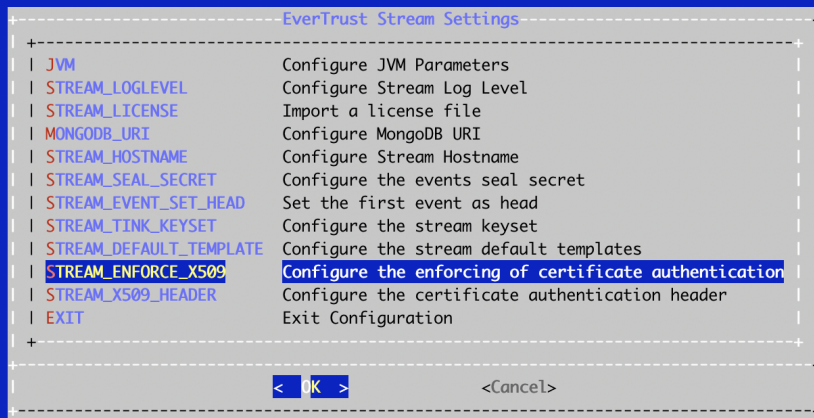 EverTrust Stream Settings
JVM Configure JVM Parameters
STREAM_LOGLEVEL Configure Stream Log Level
STREAM_LICENSE Import a license file
MONGODB_URI Configure MongoDB URI
STREAM_HOSTNAME Configure Stream Hostname
STREAM_SEAL_SECRET Configure the events seal secret
STREAM_EVENT_SET_HEAD Set the first event as head
STREAM_TINK_KEYSET Configure the stream keyset
STREAM_DEFAULT_TEMPLATE Configure the stream default templates
STREAM_ENFORCE_X509 Configure the enforcing of certificate authentication
STREAM_X509_HEADER Configure the certificate authentication header
EXIT Exit Configuration
< OK > <Cancel>